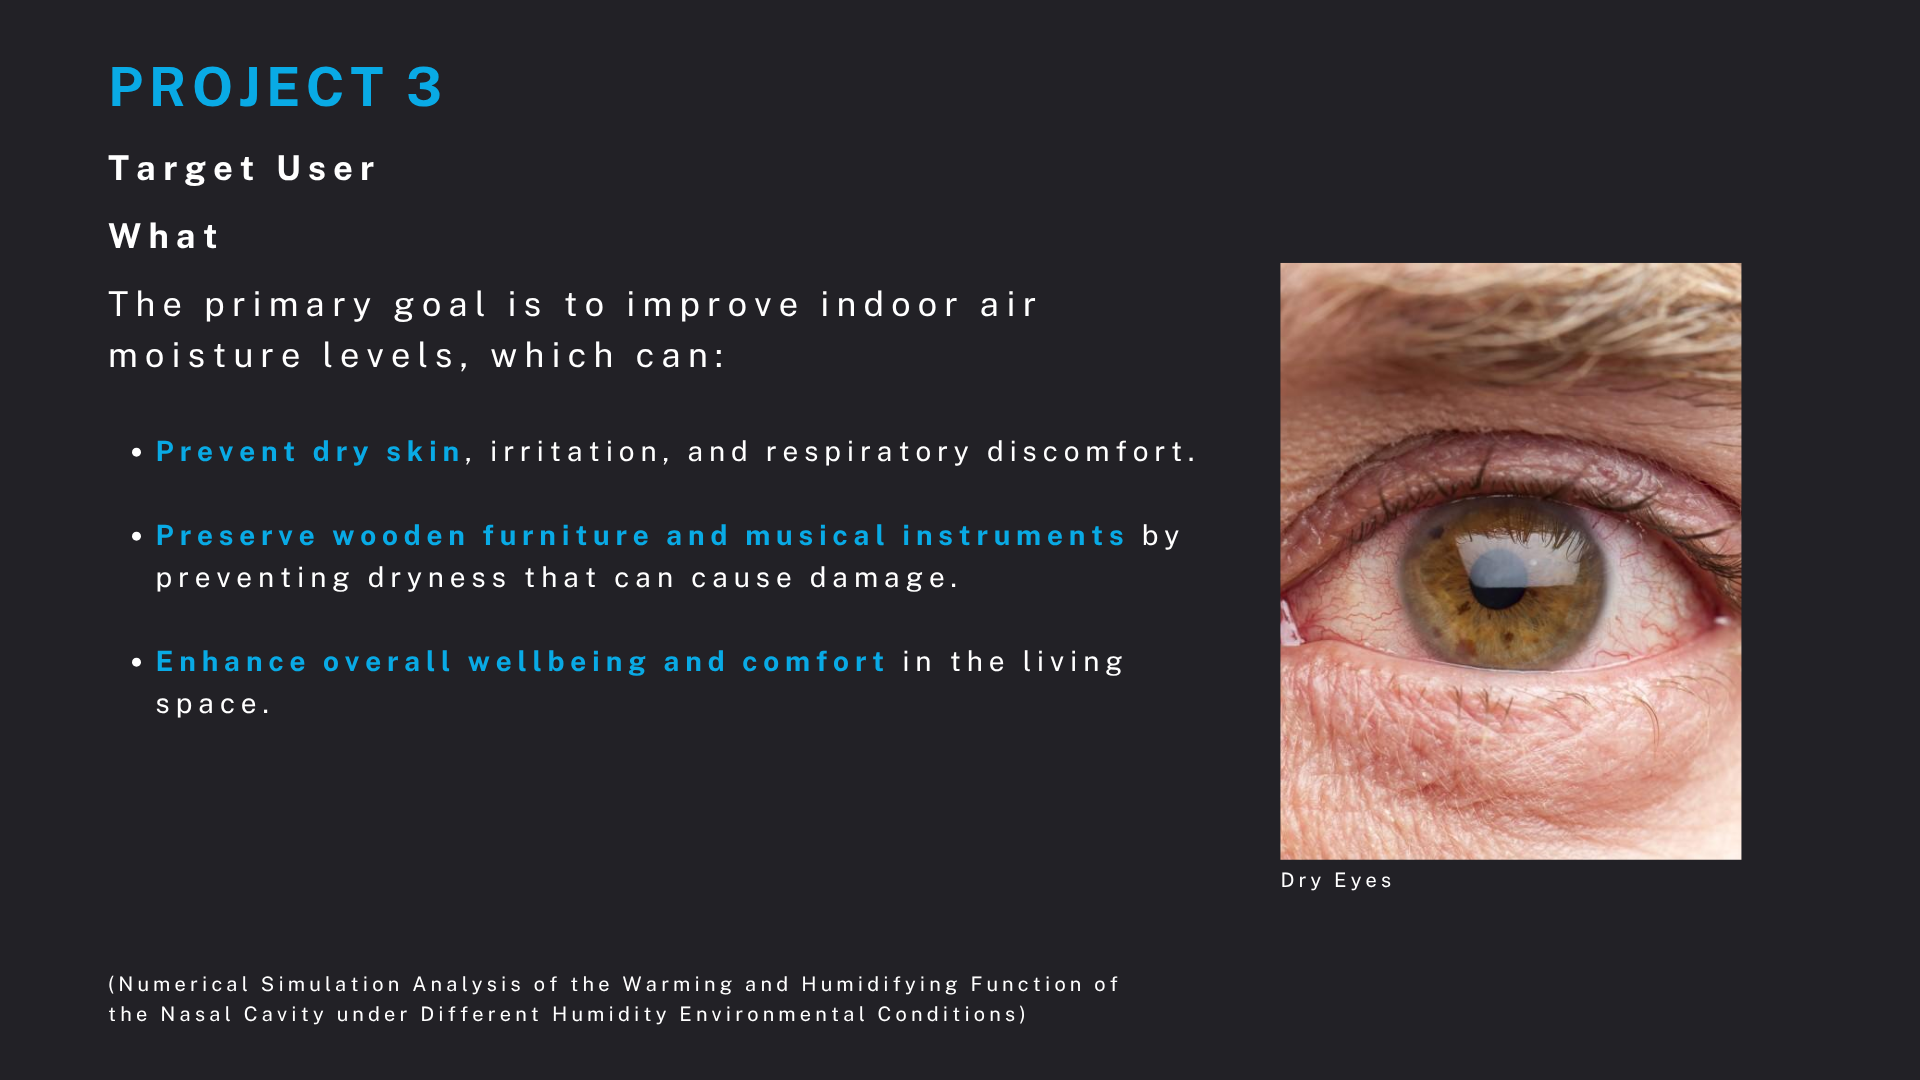 PROJECT 3
Target User
What
The primary goal is to improve indoor air
moisture levels, which can:
• Prevent dry skin, irritation, and respiratory discomfort.
• Preserve wooden furniture and musical instruments by
preventing dryness that can cause damage.
• Enhance overall wellbeing and comfort in the living
space.
Dry Eyes
(Numerical Simulation Analysis of the Warming and Humidifying Function of
the Nasal Cavity under Different Humidity Environmental Conditions)